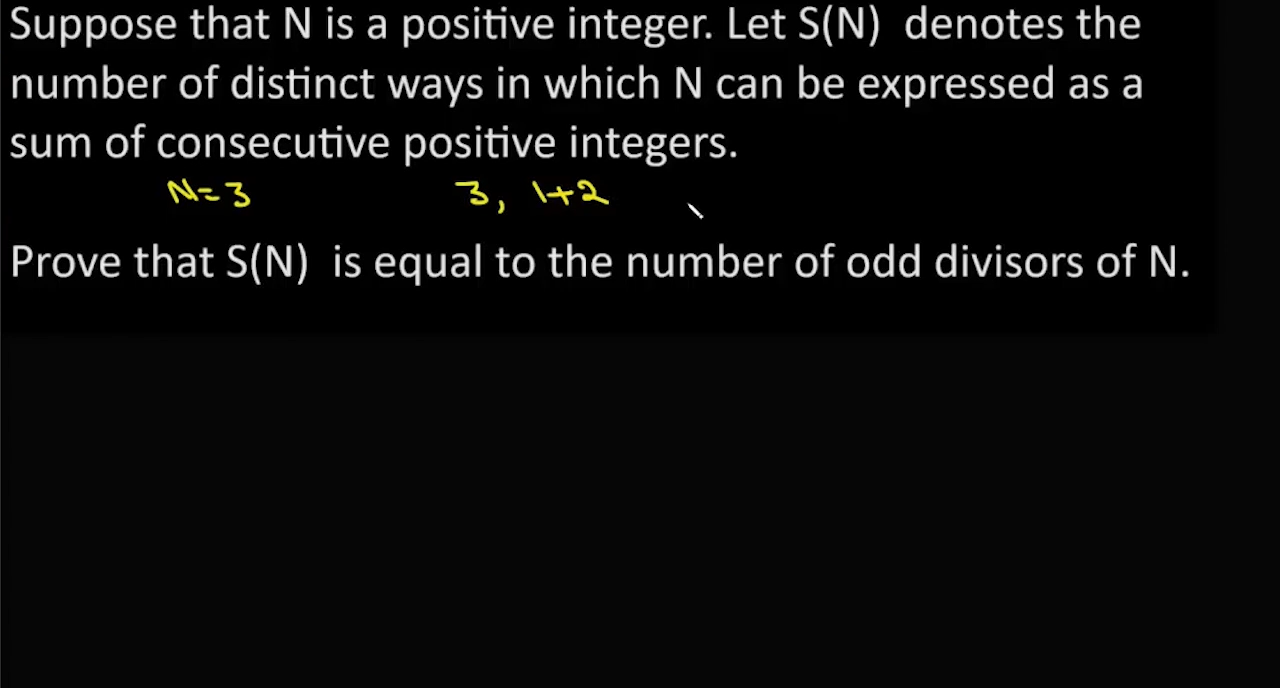 Suppose that N is a positive integer. Let S(N) denotes the
number of distinct ways in which N can be expressed as a
sum of consecutive positive integers.
N=3 3, 1+2
Prove that S(N) is equal to the number of odd divisors of N.